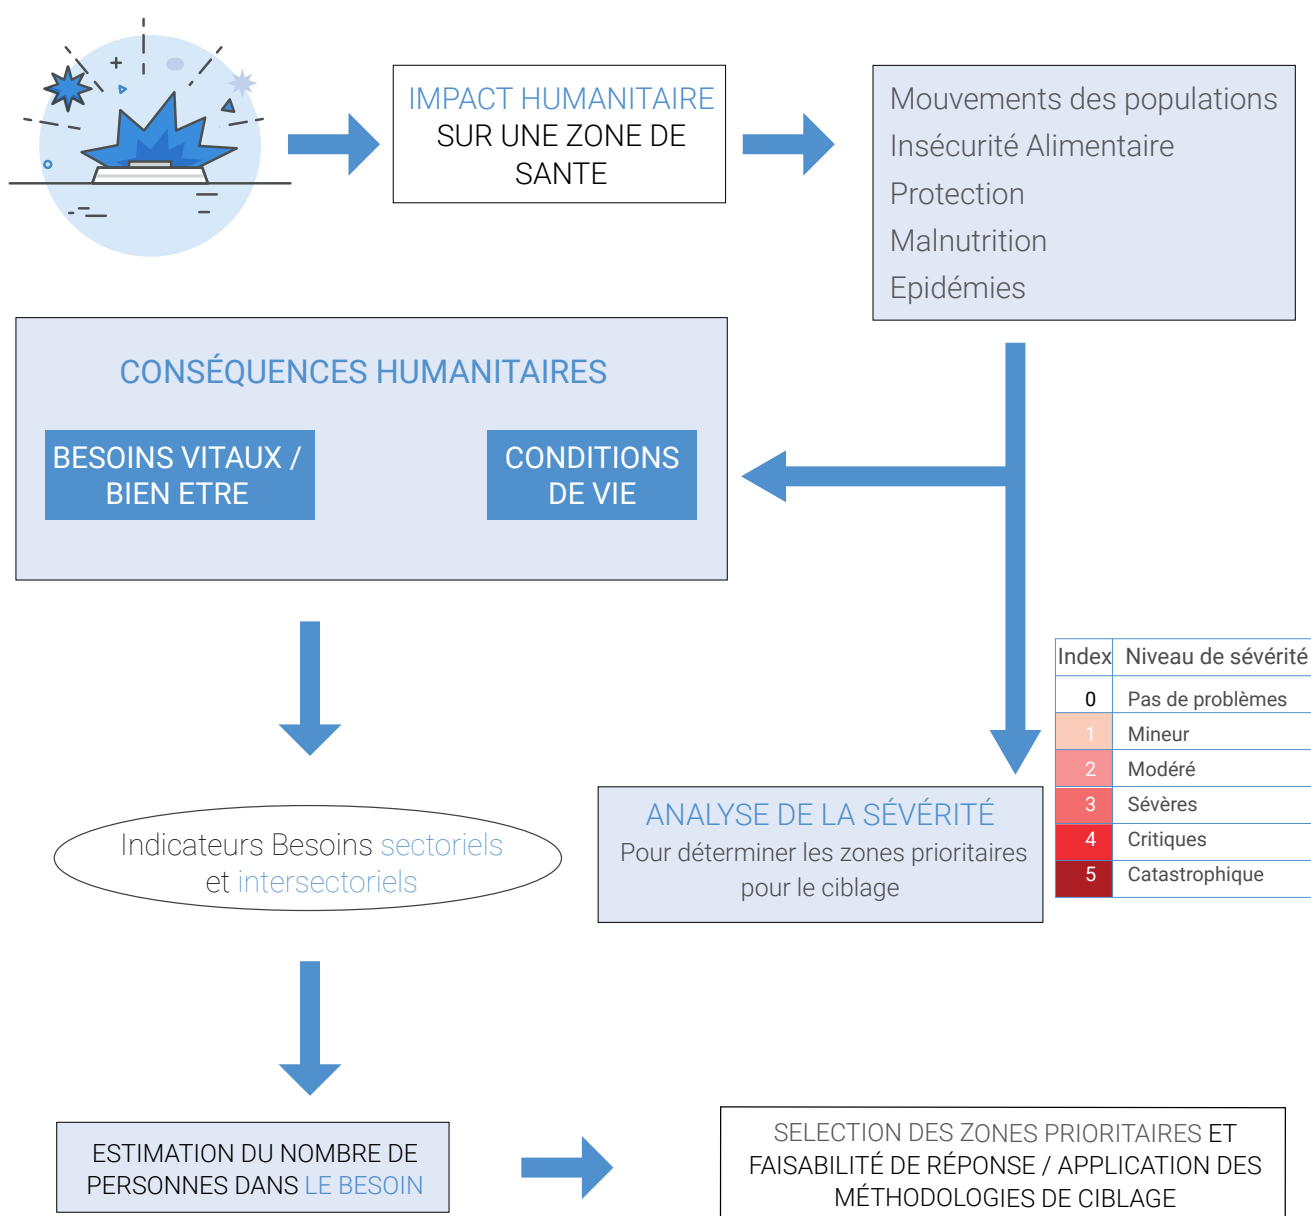 IMPACT HUMANITAIRE
SUR UNE ZONE DE
SANTE
Mouvements des populations
Insécurité Alimentaire
Protection
Malnutrition
Epidémies
CONSÉQUENCES HUMANITAIRES
BESOINS VITAUX /
BIEN ETRE
CONDITIONS
DE VIE
Index Niveau de sévérité
0 Pas de problèmes
1 Mineur
2 Modéré
3 Sévères
4 Critiques
5 Catastrophique
ANALYSE DE LA SÉVÉRITÉ
Pour déterminer les zones prioritaires
pour le ciblage
Indicateurs Besoins sectoriels
et intersectoriels
ESTIMATION DU NOMBRE DE
PERSONNES DANS LE BESOIN
SELECTION DES ZONES PRIORITAIRES ET
FAISABILITÉ DE RÉPONSE / APPLICATION DES
MÉTHODOLOGIES DE CIBLAGE